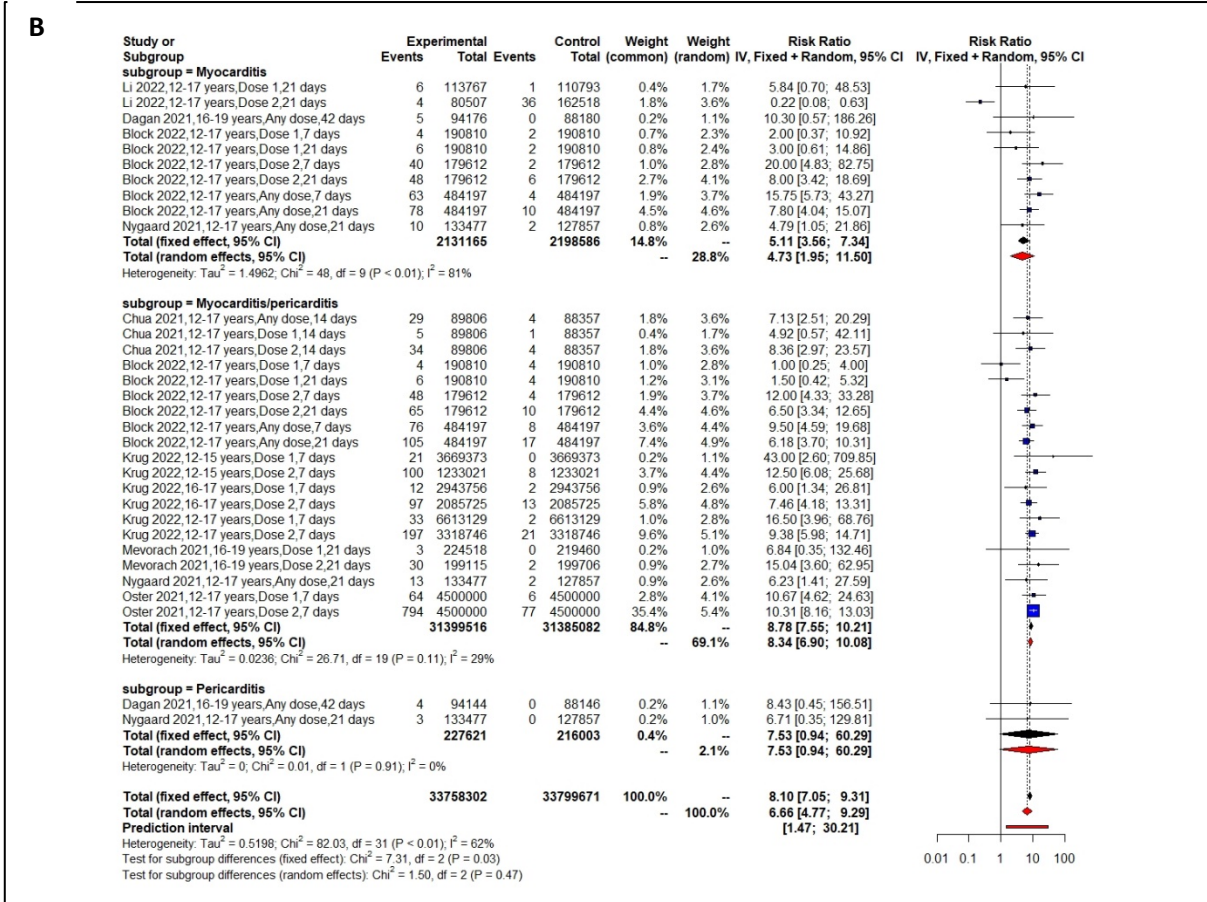 B
Study or Experimental Control Weight Weight Risk Ratio Risk Ratio
Subgroup Events Total Events Total (common) (random) IV, Fixed + Random, 95% CI IV, Fixed + Random, 95% CI
subgroup = Myocarditis
Li 2022,12-17 years,Dose 1,21 days 6 113767 1 110793 0.4% 1.7% 5.84 [0.70; 48.53]
Li 2022,12-17 years,Dose 2,21 days 4 80507 36 162518 1.8% 3.6% 0.22 [0.08; 0.63]
Dagan 2021,16-19 years,Any dose,42 days 5 94176 0 88180 0.2% 1.1% 10.30 [0.57; 186.26]
Block 2022,12-17 years,Dose 1,7 days 4 190810 2 190810 0.7% 2.3% 2.00 [0.37; 10.92]
Block 2022,12-17 years,Dose 1,21 days 6 190810 2 190810 0.8% 2.4% 3.00 [0.61; 14.86]
Block 2022,12-17 years,Dose 2,7 days 40 179612 2 179612 1.0% 2.8% 20.00 [4.83; 82.75]
Block 2022,12-17 years,Dose 2,21 days 48 179612 6 179612 2.7% 4.1% 8.00 [3.42; 18.69]
Block 2022,12-17 years,Any dose,7 days 63 484197 4 484197 1.9% 3.7% 15.75 [5.73; 43.27]
Block 2022,12-17 years,Any dose,21 days 78 484197 10 484197 4.5% 4.6% 7.80 [4.04; 15.07]
Nygaard 2021,12-17 years,Any dose,21 days 10 133477 2 127857 0.8% 2.6% 4.79 [1.05; 21.86]
Total (fixed effect, 95% CI) 2131165 2198586 14.8% -- 5.11 [3.56; 7.34]
Total (random effects, 95% CI) -- 28.8% 4.73 [1.95; 11.50]
Heterogeneity: Tau² = 1.4962; Chi² = 48, df = 9 (P < 0.01); I² = 81%
subgroup = Myocarditis/pericarditis
Chua 2021,12-17 years,Any dose,14 days 29 89806 4 88357 1.8% 3.6% 7.13 [2.51; 20.29]
Chua 2021,12-17 years,Dose 1,14 days 5 89806 1 88357 0.4% 1.7% 4.92 [0.57; 42.11]
Chua 2021,12-17 years,Dose 2,14 days 34 89806 4 88357 1.8% 3.6% 8.36 [2.97; 23.57]
Block 2022,12-17 years,Dose 1,7 days 4 190810 4 190810 1.0% 2.8% 1.00 [0.25; 4.00]
Block 2022,12-17 years,Dose 1,21 days 6 190810 4 190810 1.2% 3.1% 1.50 [0.42; 5.32]
Block 2022,12-17 years,Dose 2,7 days 48 179612 4 179612 1.9% 3.7% 12.00 [4.33; 33.28]
Block 2022,12-17 years,Dose 2,21 days 65 179612 10 179612 4.4% 4.6% 6.50 [3.34; 12.65]
Block 2022,12-17 years,Any dose,7 days 76 484197 8 484197 3.6% 4.4% 9.50 [4.59; 19.68]
Block 2022,12-17 years,Any dose,21 days 105 484197 17 484197 7.4% 4.9% 6.18 [3.70; 10.31]
Krug 2022,12-15 years,Dose 1,7 days 21 3669373 0 3669373 0.2% 1.1% 43.00 [2.60; 709.85]
Krug 2022,12-15 years,Dose 2,7 days 100 1233021 8 1233021 3.7% 4.4% 12.50 [6.08; 25.68]
Krug 2022,16-17 years,Dose 1,7 days 12 2943756 2 2943756 0.9% 2.6% 6.00 [1.34; 26.81]
Krug 2022,16-17 years,Dose 2,7 days 97 2085725 13 2085725 5.8% 4.8% 7.46 [4.18; 13.31]
Krug 2022,12-17 years,Dose 1,7 days 33 6613129 2 6613129 1.0% 2.8% 16.50 [3.96; 68.76]
Krug 2022,12-17 years,Dose 2,7 days 197 3318746 21 3318746 9.6% 5.1% 9.38 [5.98; 14.71]
Mevorach 2021,16-19 years,Dose 1,21 days 3 224518 0 219460 0.2% 1.0% 6.84 [0.35; 132.46]
Mevorach 2021,16-19 years,Dose 2,21 days 30 199115 2 199706 0.9% 2.7% 15.04 [3.60; 62.95]
Nygaard 2021,12-17 years,Any dose,21 days 13 133477 2 127857 0.9% 2.6% 6.23 [1.41; 27.59]
Oster 2021,12-17 years,Dose 1,7 days 64 4500000 6 4500000 2.8% 4.1% 10.67 [4.62; 24.63]
Oster 2021,12-17 years,Dose 2,7 days 794 4500000 77 4500000 35.4% 5.4% 10.31 [8.16; 13.03]
Total (fixed effect, 95% CI) 31399516 31385082 84.8% -- 8.78 [7.55; 10.21]
Total (random effects, 95% CI) -- 69.1% 8.34 [6.90; 10.08]
Heterogeneity: Tau² = 0.0236; Chi² = 26.71, df = 19 (P = 0.11); I² = 29%
subgroup = Pericarditis
Dagan 2021,16-19 years,Any dose,42 days 4 94144 0 88146 0.2% 1.1% 8.43 [0.45; 156.51]
Nygaard 2021,12-17 years,Any dose,21 days 3 133477 0 127857 0.2% 1.0% 6.71 [0.35; 129.81]
Total (fixed effect, 95% CI) 227621 216003 0.4% -- 7.53 [0.94; 60.29]
Total (random effects, 95% CI) -- 2.1% 7.53 [0.94; 60.29]
Heterogeneity: Tau² = 0; Chi² = 0.01, df = 1 (P = 0.91); I² = 0%
Total (fixed effect, 95% CI) 33758302 33799671 100.0% -- 8.10 [7.05; 9.31]
Total (random effects, 95% CI) -- 100.0% 6.66 [4.77; 9.29]
Prediction interval [1.47; 30.21]
Heterogeneity: Tau² = 0.5198; Chi² = 82.03, df = 31 (P < 0.01); I² = 62%
Test for subgroup differences (fixed effect): Chi² = 7.31, df = 2 (P = 0.03)
Test for subgroup differences (random effects): Chi² = 1.50, df = 2 (P = 0.47)
0.01 0.1 1 10 100